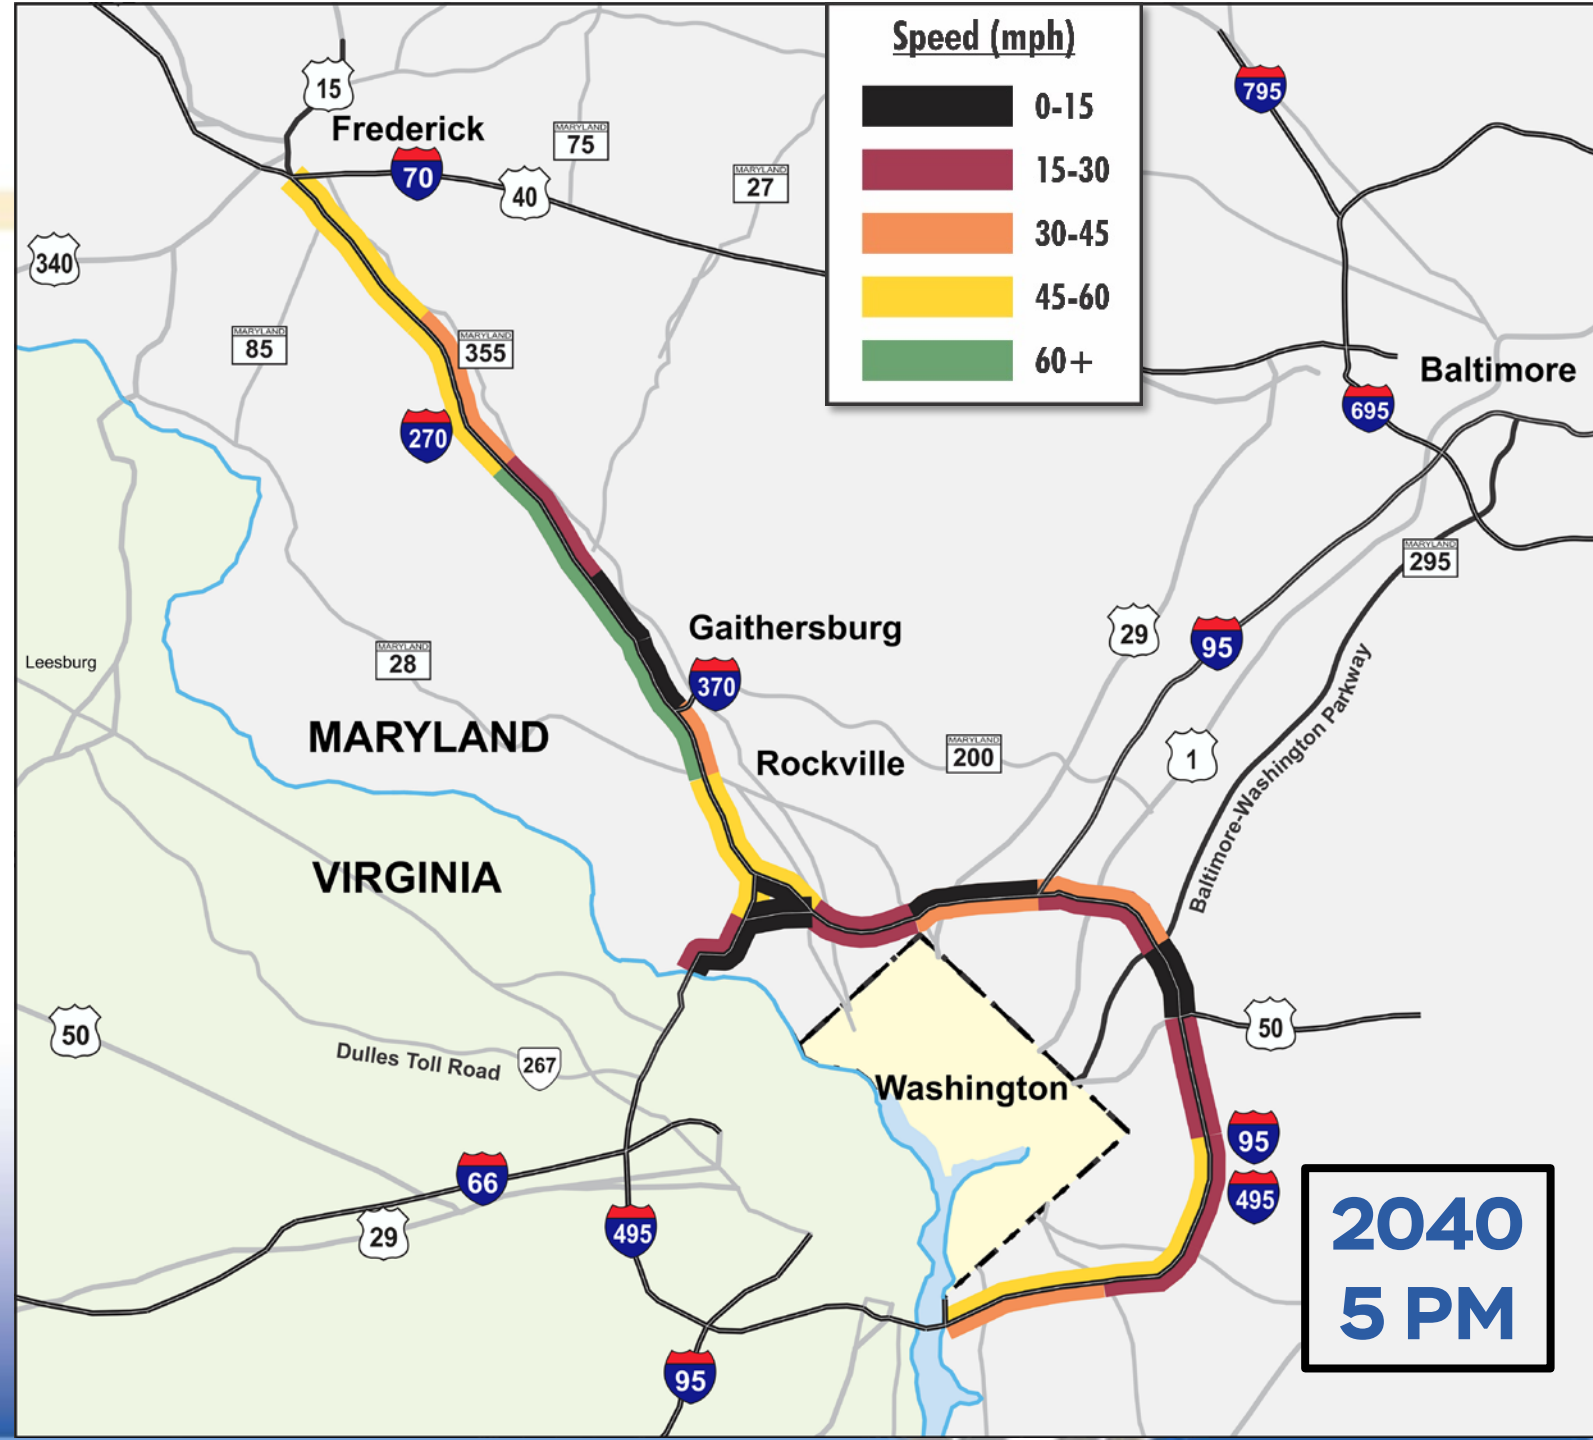 Speed (mph)
0-15
15-30
30-45
45-60
60+
15
Frederick
70
40
MARYLAND
75
MARYLAND
27
795
340
MARYLAND
85
MARYLAND
355
270
Baltimore
695
MARYLAND
295
Gaithersburg
29
95
Leesburg
MARYLAND
28
370
MARYLAND
Rockville
MARYLAND
200
1
Baltimore-Washington Parkway
VIRGINIA
50
Dulles Toll Road
267
50
Washington
66
29
495
95
495
95
2040
5 PM